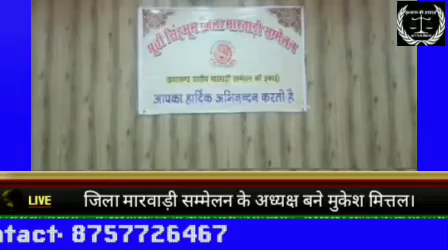 पूर्वी सिंहभूम जिला मारवाड़ी सम्मेलन
(झारखण्ड प्रांतीय मारवाड़ी सम्मेलन की इकाई)
आपका हार्दिक अभिनन्दन करती है
LIVE जिला मारवाड़ी सम्मेलन के अध्यक्ष बने मुकेश मित्तल।
ntact- 8757726467